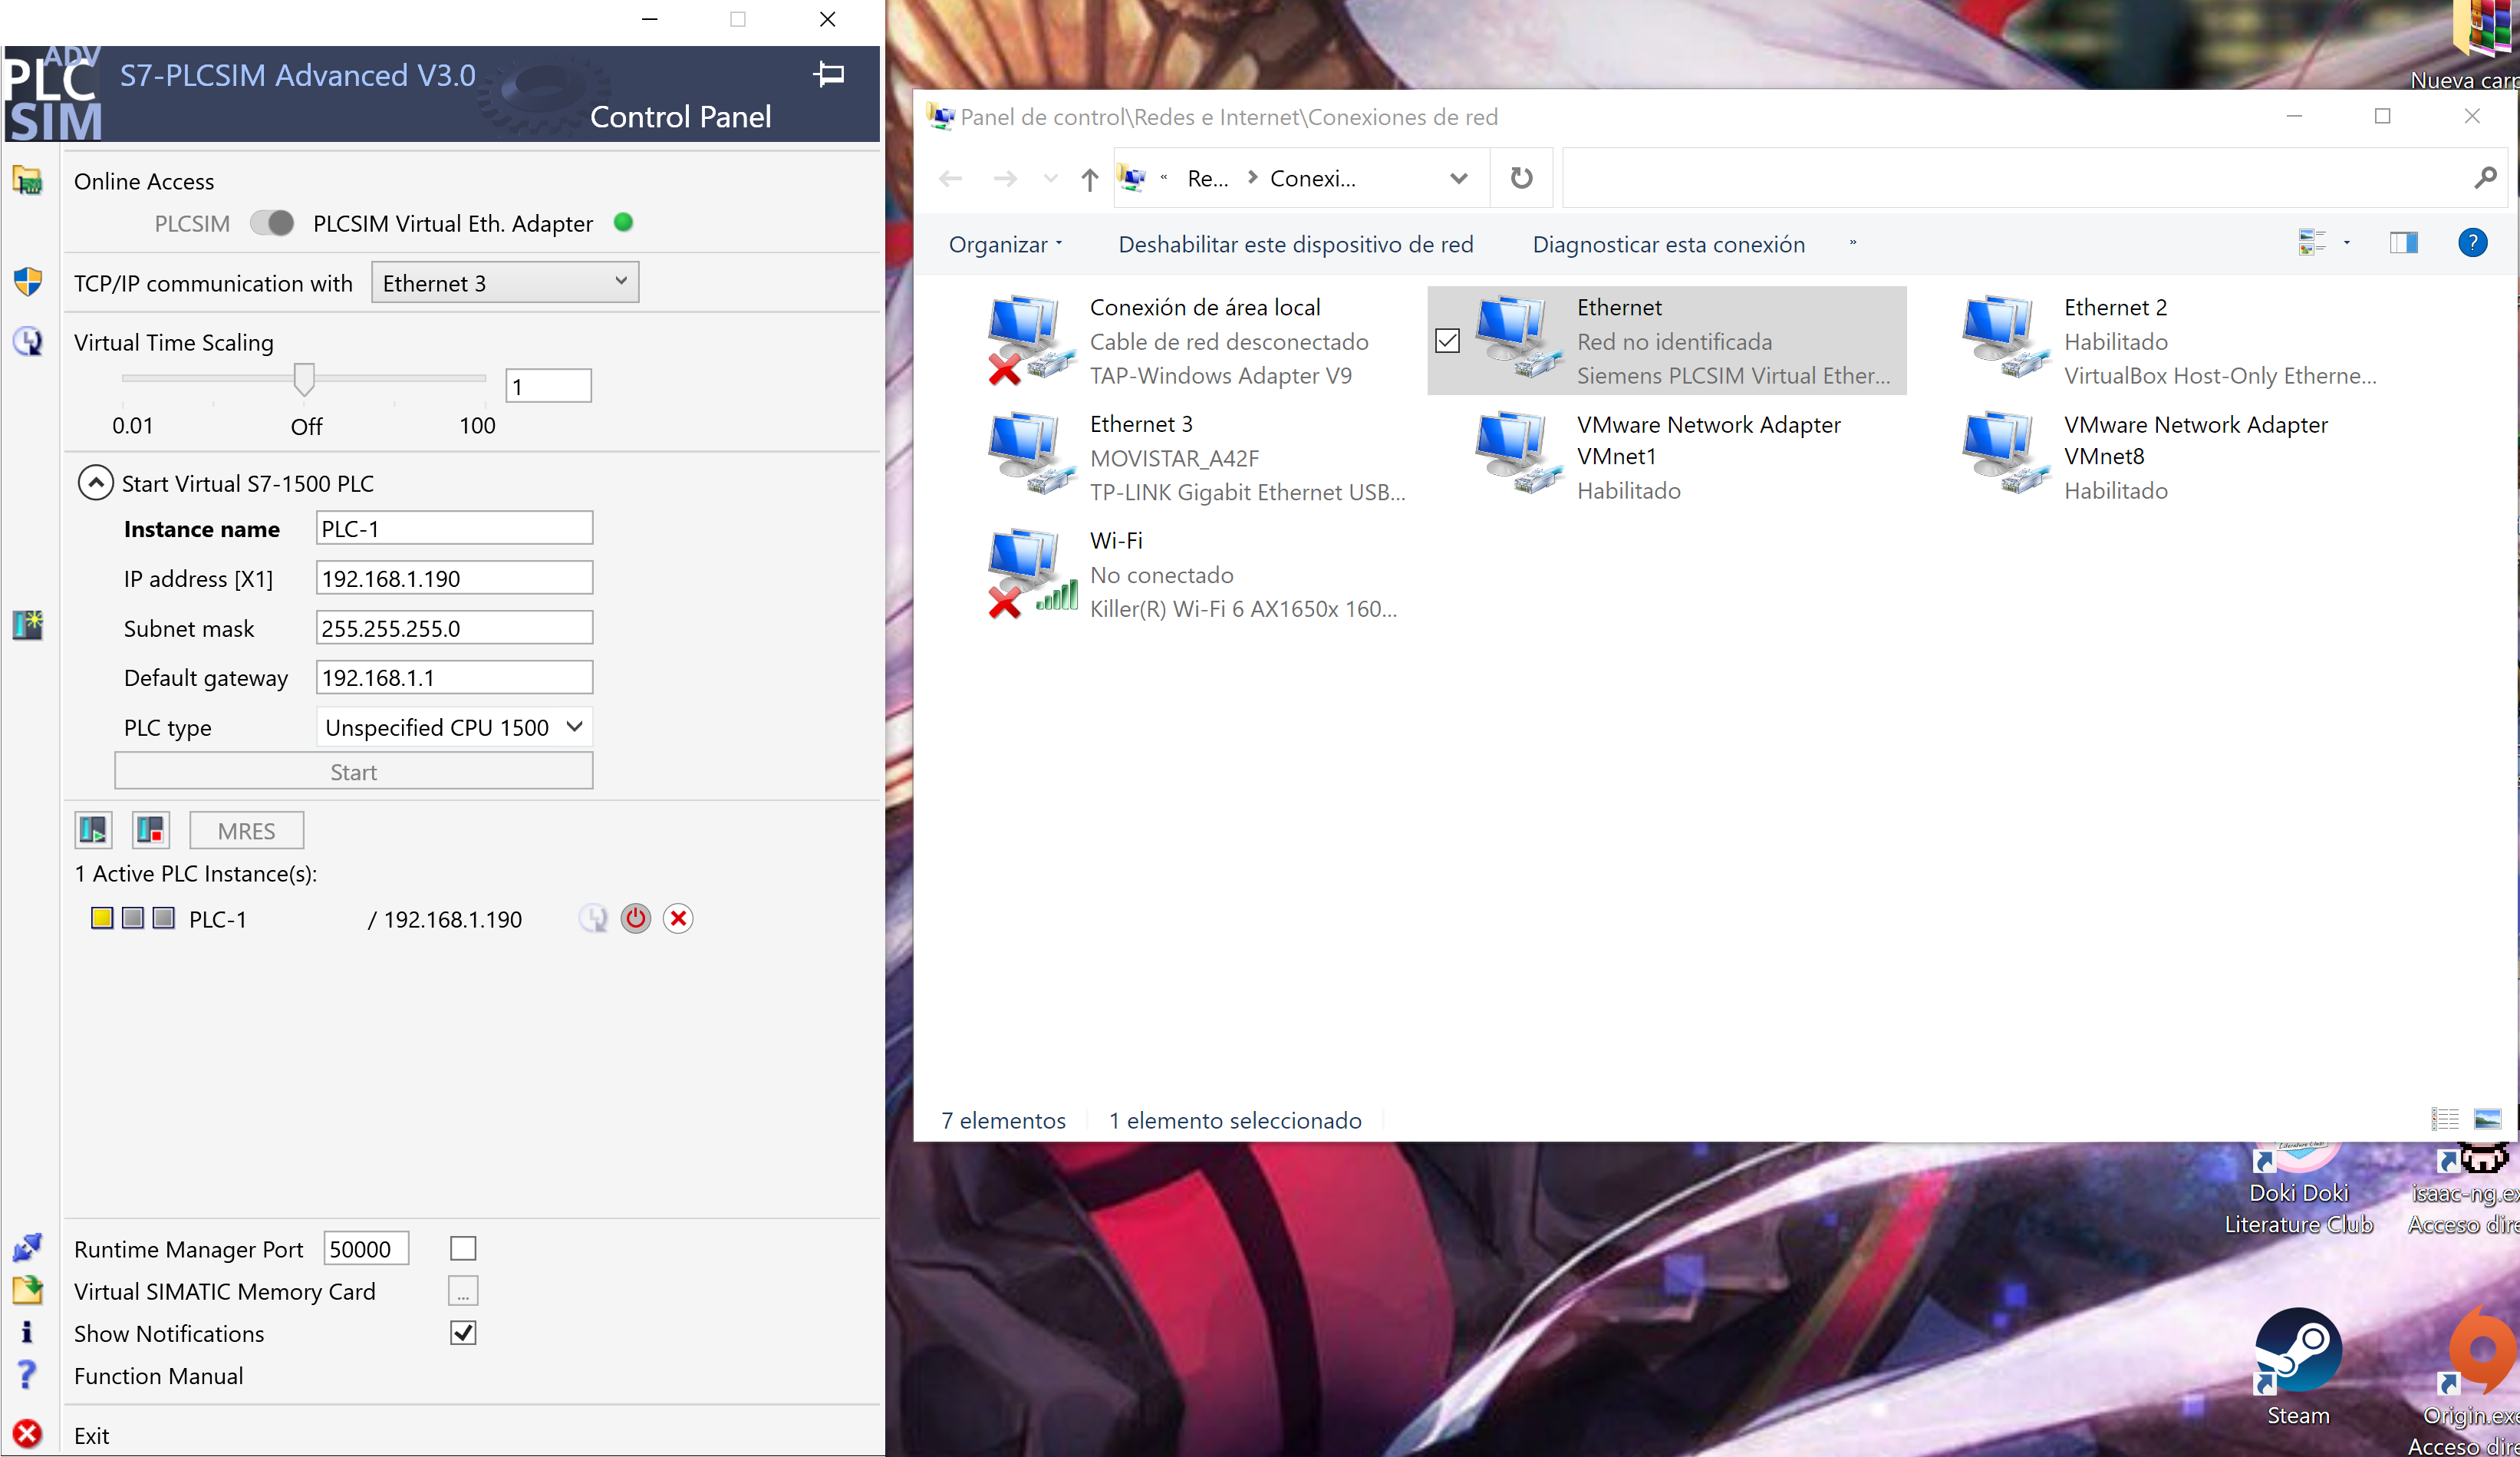 ADV
PLC
SIM
S7-PLCSIM Advanced V3.0
Control Panel
Online Access
PLCSIM
PLCSIM Virtual Eth. Adapter
TCP/IP communication with
Ethernet 3
Virtual Time Scaling
1
0.01
Off
100
Start Virtual S7-1500 PLC
Instance name
PLC-1
IP address [X1]
192.168.1.190
Subnet mask
255.255.255.0
Default gateway
192.168.1.1
PLC type
Unspecified CPU 1500
Start
MRES
1 Active PLC Instance(s):
PLC-1
/ 192.168.1.190
Runtime Manager Port
50000
Virtual SIMATIC Memory Card
...
Show Notifications
Function Manual
Exit
Panel de control\Redes e Internet\Conexiones de red
« Re... Conexi...
Organizar
Deshabilitar este dispositivo de red
Diagnosticar esta conexión
»
Conexión de área local
Cable de red desconectado
TAP-Windows Adapter V9
Ethernet
Red no identificada
Siemens PLCSIM Virtual Ether...
Ethernet 2
Habilitado
VirtualBox Host-Only Etherne...
Ethernet 3
MOVISTAR_A42F
TP-LINK Gigabit Ethernet USB...
VMware Network Adapter
VMnet1
Habilitado
VMware Network Adapter
VMnet8
Habilitado
Wi-Fi
No conectado
Killer(R) Wi-Fi 6 AX1650x 160...
7 elementos
1 elemento seleccionado
Nueva carp
Doki Doki
Literature Club
isaac-ng.ex
Acceso dire
Steam
Origin.exe
Acceso dire